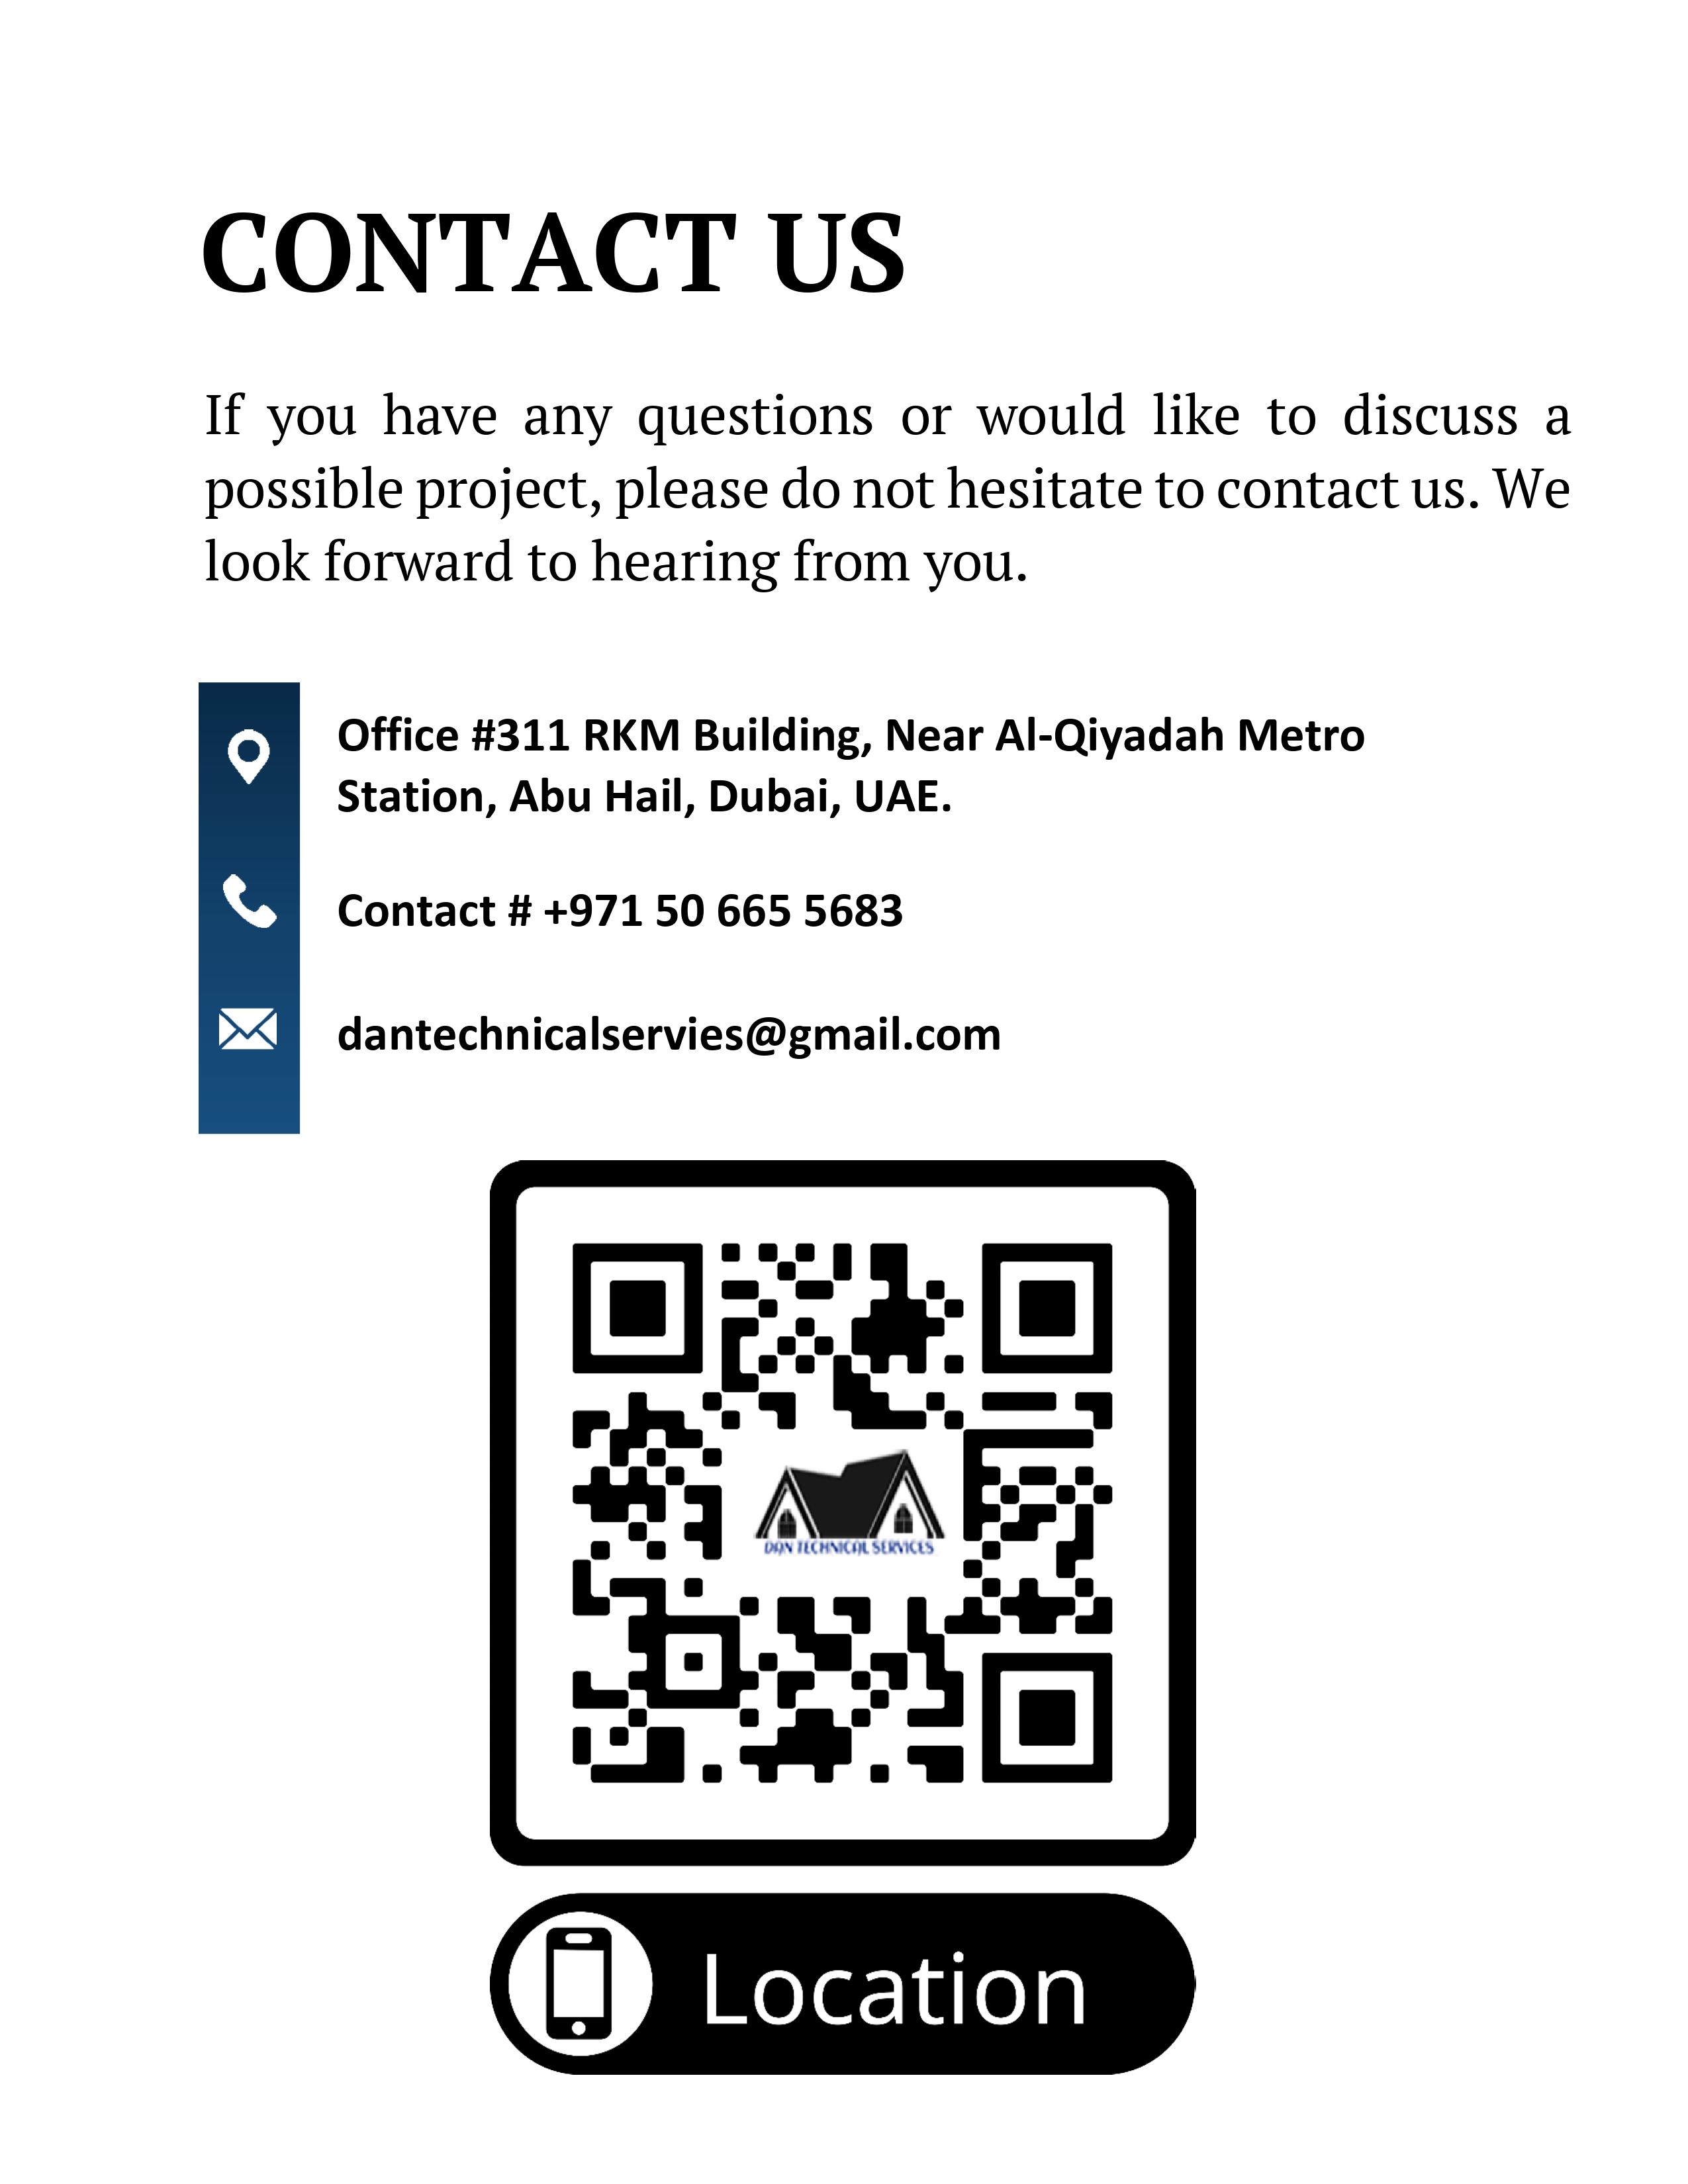 CONTACT US
If you have any questions or would like to discuss a
possible project, please do not hesitate to contact us. We
look forward to hearing from you.
Office #311 RKM Building, Near Al-Qiyadah Metro
Station, Abu Hail, Dubai, UAE.
Contact # +971 50 665 5683
dantechnicalservies@gmail.com
DAN TECHNICAL SERVICES
Location